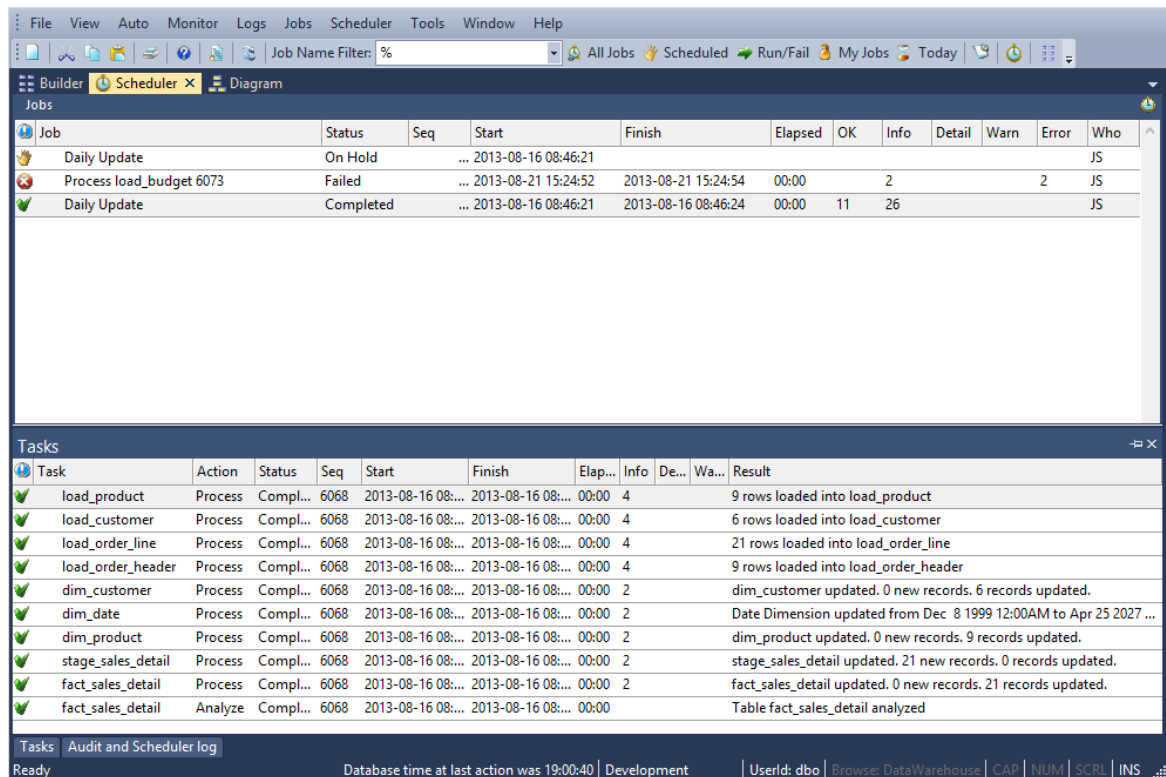 File View Auto Monitor Logs Jobs Scheduler Tools Window Help
Job Name Filter: % All Jobs Scheduled Run/Fail My Jobs Today
Builder Scheduler X Diagram
Jobs
Job Status Seq Start Finish Elapsed OK Info Detail Warn Error Who
Daily Update On Hold ... 2013-08-16 08:46:21 JS
Process load_budget 6073 Failed ... 2013-08-21 15:24:52 2013-08-21 15:24:54 00:00 2 2 JS
Daily Update Completed ... 2013-08-16 08:46:21 2013-08-16 08:46:24 00:00 11 26 JS
Tasks
Task Action Status Seq Start Finish Elap... Info De... Wa... Result
load_product Process Compl... 6068 2013-08-16 08:... 2013-08-16 08:... 00:00 4 9 rows loaded into load_product
load_customer Process Compl... 6068 2013-08-16 08:... 2013-08-16 08:... 00:00 4 6 rows loaded into load_customer
load_order_line Process Compl... 6068 2013-08-16 08:... 2013-08-16 08:... 00:00 4 21 rows loaded into load_order_line
load_order_header Process Compl... 6068 2013-08-16 08:... 2013-08-16 08:... 00:00 4 9 rows loaded into load_order_header
dim_customer Process Compl... 6068 2013-08-16 08:... 2013-08-16 08:... 00:00 2 dim_customer updated. 0 new records. 6 records updated.
dim_date Process Compl... 6068 2013-08-16 08:... 2013-08-16 08:... 00:00 2 Date Dimension updated from Dec 8 1999 12:00AM to Apr 25 2027 ...
dim_product Process Compl... 6068 2013-08-16 08:... 2013-08-16 08:... 00:00 2 dim_product updated. 0 new records. 9 records updated.
stage_sales_detail Process Compl... 6068 2013-08-16 08:... 2013-08-16 08:... 00:00 2 stage_sales_detail updated. 21 new records. 0 records updated.
fact_sales_detail Process Compl... 6068 2013-08-16 08:... 2013-08-16 08:... 00:00 2 fact_sales_detail updated. 0 new records. 21 records updated.
fact_sales_detail Analyze Compl... 6068 2013-08-16 08:... 2013-08-16 08:... 00:00 Table fact_sales_detail analyzed
Tasks Audit and Scheduler log
Ready Database time at last action was 19:00:40 Development UserId: dbo Browse: DataWarehouse CAP NUM SCRL INS